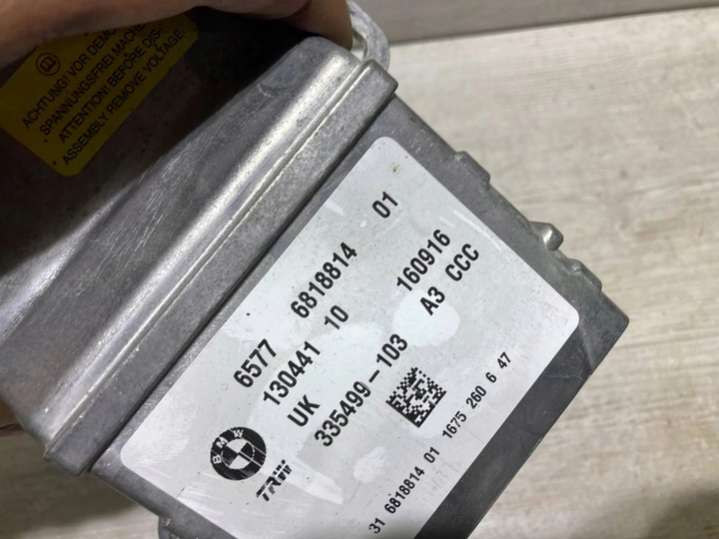 ACHTUNG! VOR DEM
SPANNUNGSFREI MACHE
ATTENTION! BEFORE DIS-
ASSEMBLY REMOVE VOLTAGE!
6577 6818814 01
130441 10 160916
UK A3 CCC
335499-103
BMW
TRW
31 6818814 01 1675 260 6 47